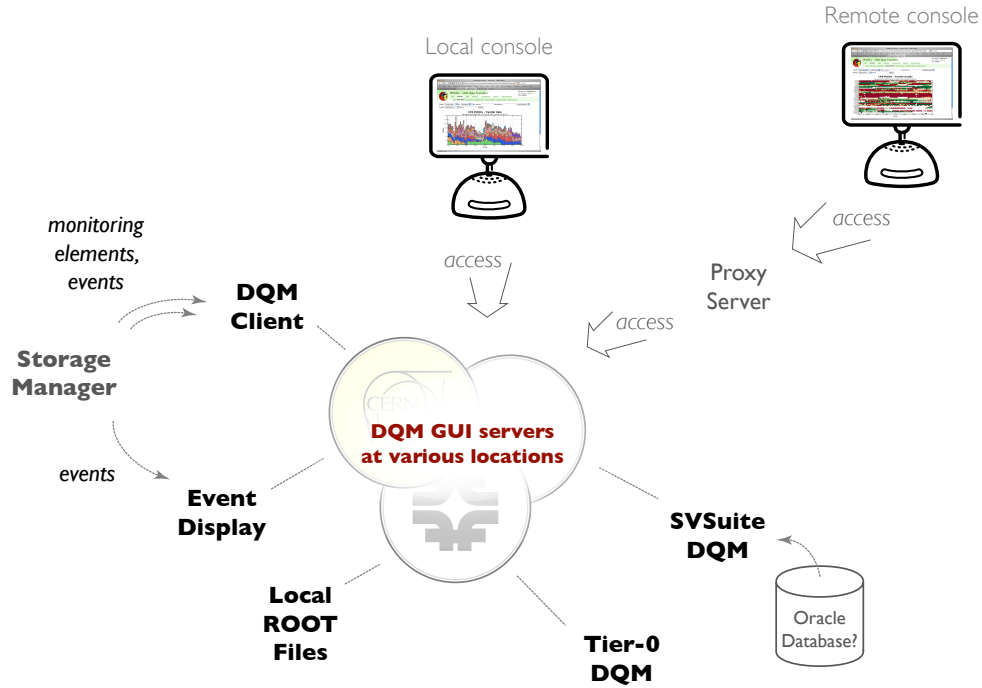 Remote console
Local console
access
monitoring
elements,
events
access
Proxy
Server
DQM
Client
access
Storage
Manager
CERN
DQM GUI servers
at various locations
events
Event
Display
SVSuite
DQM
Local
ROOT
Files
Oracle
Database?
Tier-0
DQM